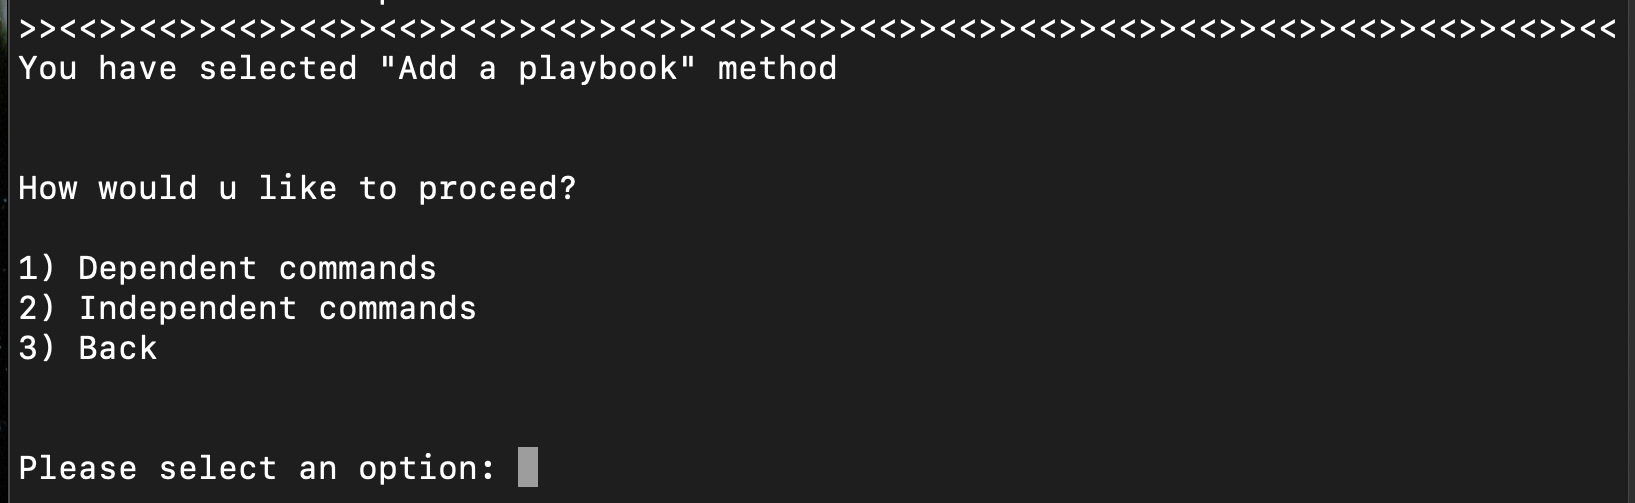 >><<>><<>><<>><<>><<>><<>><<>><<>><<>><<>><<>><<>><<>><<>><<>><<>><<>><<>><<>><<
You have selected "Add a playbook" method
How would u like to proceed?
1) Dependent commands
2) Independent commands
3) Back
Please select an option: